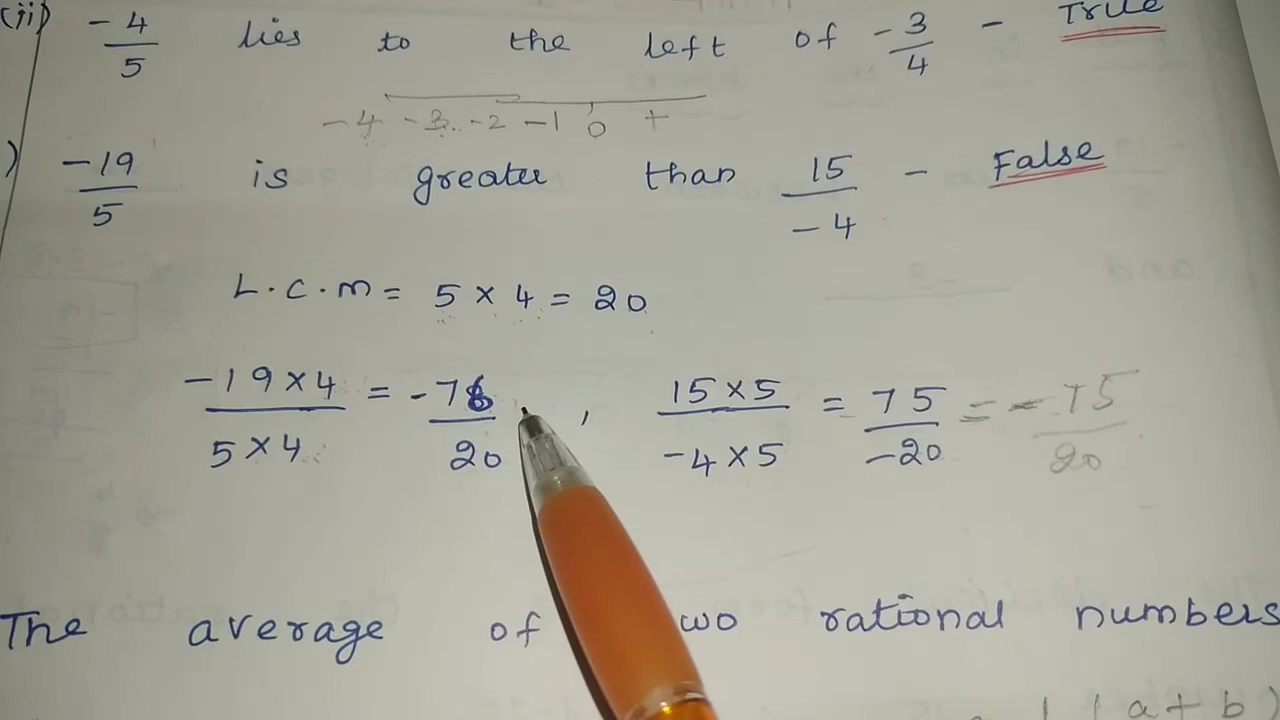 (ii) -4/5 lies to the left of -3/4 - True
-4 -3 -2 -1 0 +
) -19/5 is greater than 15/-4 - False
L.C.M = 5 × 4 = 20
-19×4/5×4 = -76/20 , 15×5/-4×5 = 75/-20 = -75/20
The average of wo rational numbers
(a+b)